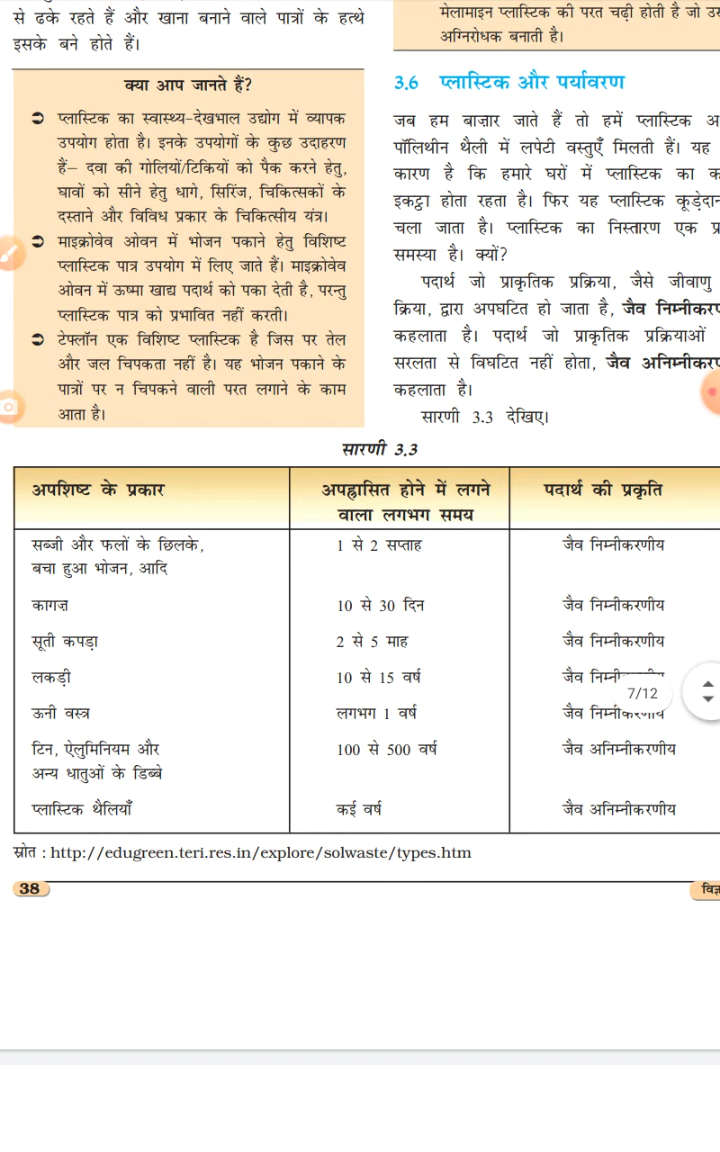 से ढके रहते हैं और खाना बनाने वाले पात्रों के हत्थे
इसके बने होते हैं।
क्या आप जानते हैं?
प्लास्टिक का स्वास्थ्य-देखभाल उद्योग में व्यापक
उपयोग होता है। इनके उपयोगों के कुछ उदाहरण
हैं– दवा की गोलियों/टिकियों को पैक करने हेतु,
घावों को सीने हेतु धागे, सिरिंज, चिकित्सकों के
दस्ताने और विविध प्रकार के चिकित्सीय यंत्र।
माइक्रोवेव ओवन में भोजन पकाने हेतु विशिष्ट
प्लास्टिक पात्र उपयोग में लिए जाते हैं। माइक्रोवेव
ओवन में ऊष्मा खाद्य पदार्थ को पका देती है, परन्तु
प्लास्टिक पात्र को प्रभावित नहीं करती।
टेफ्लॉन एक विशिष्ट प्लास्टिक है जिस पर तेल
और जल चिपकता नहीं है। यह भोजन पकाने के
पात्रों पर न चिपकने वाली परत लगाने के काम
आता है।
मेलामाइन प्लास्टिक की परत चढ़ी होती है जो
अग्निरोधक बनाती है।
3.6 प्लास्टिक और पर्यावरण
जब हम बाज़ार जाते हैं तो हमें प्लास्टिक
पॉलिथीन थैली में लपेटी वस्तुएँ मिलती हैं। यह
कारण है कि हमारे घरों में प्लास्टिक का
इकट्ठा होता रहता है। फिर यह प्लास्टिक कूड़ेदान
चला जाता है। प्लास्टिक का निस्तारण एक
समस्या है। क्यों?
पदार्थ जो प्राकृतिक प्रक्रिया, जैसे जीवाणु
क्रिया, द्वारा अपघटित हो जाता है, जैव
कहलाता है। पदार्थ जो प्राकृतिक प्रक्रियाओं
सरलता से विघटित नहीं होता, जैव
कहलाता है।
सारणी 3.3 देखिए।
सारणी 3.3
अपशिष्ट के प्रकार अपह्रासित होने में लगने पदार्थ की प्रकृति
वाला लगभग समय
सब्जी और फलों के छिलके, 1 से 2 सप्ताह जैव निम्नीकरणीय
बचा हुआ भोजन, आदि
कागज़ 10 से 30 दिन जैव निम्नीकरणीय
सूती कपड़ा 2 से 5 माह जैव निम्नीकरणीय
लकड़ी 10 से 15 वर्ष जैव
7/12
ऊनी वस्त्र लगभग 1 वर्ष जैव निम्नीकरणीय
टिन, ऐलुमिनियम और 100 से 500 वर्ष जैव अनिम्नीकरणीय
अन्य धातुओं के डिब्बे
प्लास्टिक थैलियाँ कई वर्ष जैव अनिम्नीकरणीय
स्रोत : http://edugreen.teri.res.in/explore/solwaste/types.htm
38